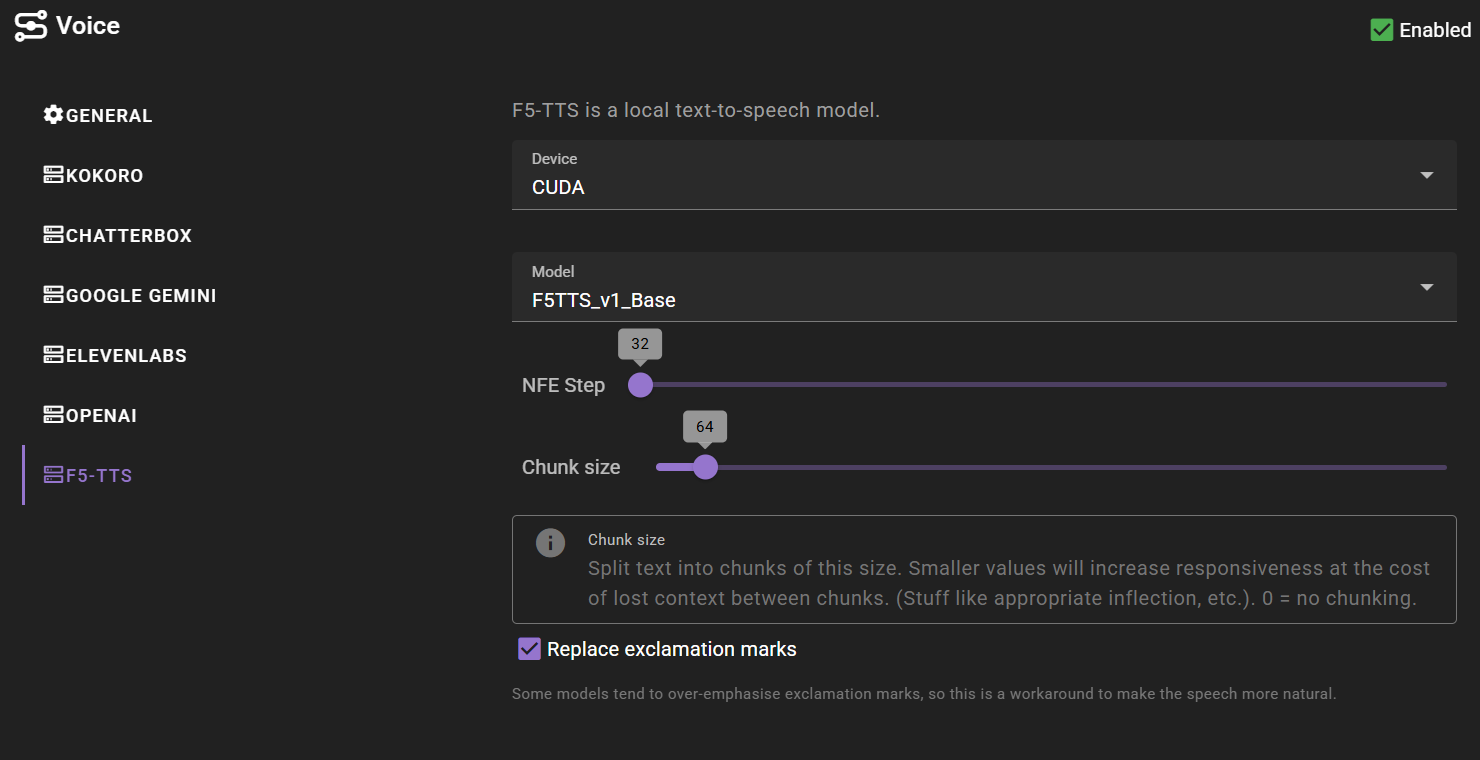 Voice
Enabled
GENERAL
KOKORO
CHATTERBOX
GOOGLE GEMINI
ELEVENLABS
OPENAI
F5-TTS
F5-TTS is a local text-to-speech model.
Device
CUDA
Model
F5TTS_v1_Base
32
NFE Step
64
Chunk size
Chunk size
Split text into chunks of this size. Smaller values will increase responsiveness at the cost
of lost context between chunks. (Stuff like appropriate inflection, etc.). 0 = no chunking.
Replace exclamation marks
Some models tend to over-emphasise exclamation marks, so this is a workaround to make the speech more natural.